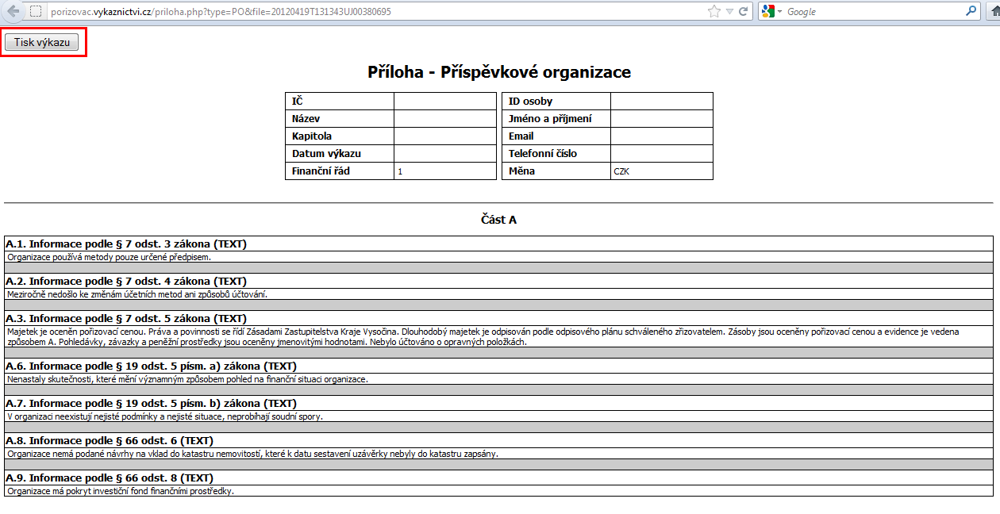 porizovac.vykaznictvi.cz/priloha.php?type=PO&file=20120419T131343UJ00380695
Google
Tisk výkazu
Příloha - Příspěvkové organizace
IČ
Název
Kapitola
Datum výkazu
Finanční řád 1
ID osoby
Jméno a příjmení
Email
Telefonní číslo
Měna CZK
Část A
A.1. Informace podle § 7 odst. 3 zákona (TEXT)
Organizace používá metody pouze určené předpisem.
A.2. Informace podle § 7 odst. 4 zákona (TEXT)
Meziročně nedošlo ke změnám účetních metod ani způsobů účtování.
A.3. Informace podle § 7 odst. 5 zákona (TEXT)
Majetek je oceněn pořizovací cenou. Práva a povinnosti se řídí Zásadami Zastupitelstva Kraje Vysočina. Dlouhodobý majetek je odpisován podle odpisového plánu schváleného zřizovatelem. Zásoby jsou oceněny pořizovací cenou a evidence je vedena
způsobem A. Pohledávky, závazky a peněžní prostředky jsou oceněny jmenovitými hodnotami. Nebylo účtováno o opravných položkách.
A.6. Informace podle § 19 odst. 5 písm. a) zákona (TEXT)
Nenastaly skutečnosti, které mění významným způsobem pohled na finanční situaci organizace.
A.7. Informace podle § 19 odst. 5 písm. b) zákona (TEXT)
V organizaci neexistují nejisté podmínky a nejisté situace, neprobíhají soudní spory.
A.8. Informace podle § 66 odst. 6 (TEXT)
Organizace nemá podané návrhy na vklad do katastru nemovitostí, které k datu sestavení uzávěrky nebyly do katastru zapsány.
A.9. Informace podle § 66 odst. 8 (TEXT)
Organizace má pokryt investiční fond finančními prostředky.